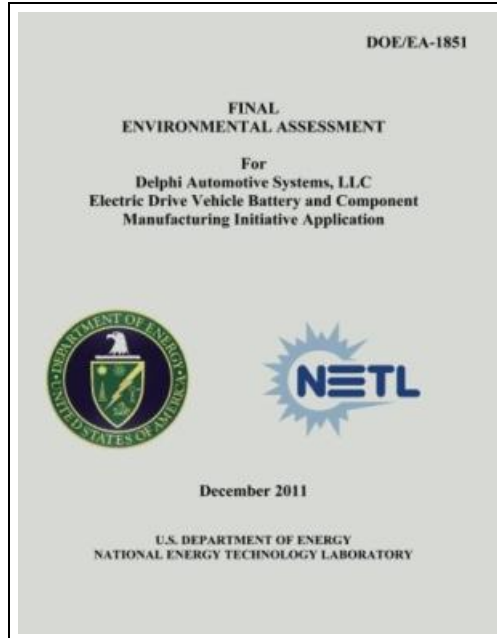 DOE/EA-1851
FINAL
ENVIRONMENTAL ASSESSMENT
For
Delphi Automotive Systems, LLC
Electric Drive Vehicle Battery and Component
Manufacturing Initiative Application
DEPARTMENT OF ENERGY
UNITED STATES OF AMERICA
NETL
December 2011
U.S. DEPARTMENT OF ENERGY
NATIONAL ENERGY TECHNOLOGY LABORATORY